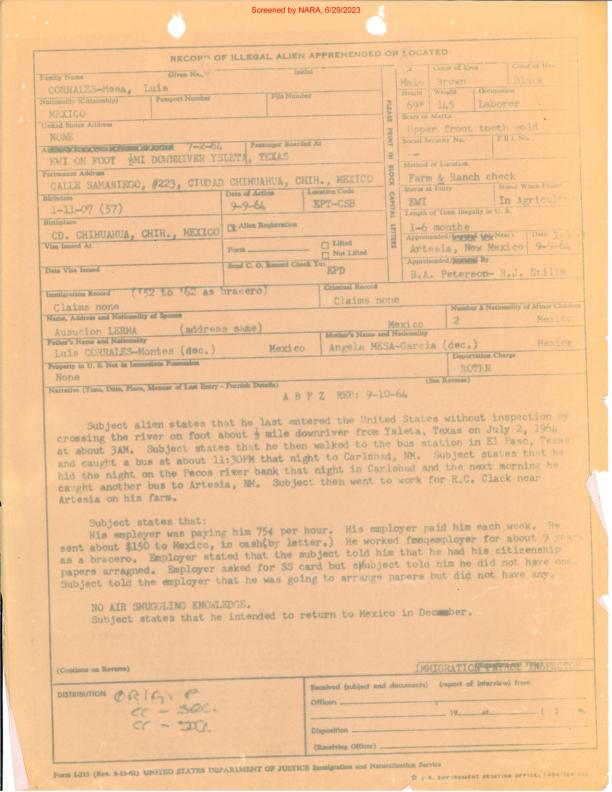 Screened by NARA, 6/29/2023
RECORD OF ILLEGAL ALIEN APPREHENDED OR LOCATED
Family Name Given Name Initial
CORRALES-Mesa, Luis
Nationality (Citizenship) Passport Number File Number
MEXICO
United States Address
NONE
7-2-64 Passenger Boarded At
EWI ON FOOT ½MI DOWNRIVER YSLETA, TEXAS
Permanent Address
CALLE SAMANIEGO, #223, CIUDAD CHIHUAHUA, CHIH., MEXICO
Birthdate Date of Action Location Code
1-11-07 (57) 9-9-64 EPT-CSB
Birthplace Alien Registration
CD. CHIHUAHUA, CHIH., MEXICO
Visa Issued At Form Lifted
Not Lifted
Date Visa Issued Send C. O. Record Check To:
EPD
PLEASE PRINT IN BLOCK CAPITAL LETTERS
Color of Eyes Color of Hair
Male Brown Black
Height Weight Occupation
69" 145 Laborer
Scars or Marks
Upper front tooth gold
Social Security No. F.B.I. No.
-
Method of Location
Farm & Ranch check
Status at Entry Status When Found
EWI In Agricult
Length of Time Illegally in U. S.
1-6 months
Apprehended Date
Artesia, New Mexico 9-9-64
Apprehended By
B.A. Peterson- R.J. Stills
Immigration Record ('52 to '62 as bracero) Criminal Record
Claims none Claims none
Name, Address and Nationality of Spouse Number & Nationality of Minor Children
Ausucion LERMA (address same) Mexico 2 Mexico
Father's Name and Nationality Mother's Name and Nationality
Luis CORRALES-Montes (dec.) Mexico Angela MESA-Garcia (dec.) Mexico
Property in U. S. Not in Immediate Possession Deportation Charge
None ROTEN
Narrative (Time, Date, Place, Manner of Last Entry - Furnish Details) (See Reverse)
A B F Z REF: 9-10-64
Subject alien states that he last entered the United States without inspection by
crossing the river on foot about ½ mile downriver from Ysleta, Texas on July 2, 1964
at about 3AM. Subject states that he then walked to the bus station in El Paso, Texas
and caught a bus at about 11:30PM that night to Carlsbad, NM. Subject states that he
hid the night on the Pecos river bank that night in Carlsbad and the next morning he
caught another bus to Artesia, NM. Subject then went to work for R.C. Clack near
Artesia on his farm.
Subject states that:
His employer was paying him 75¢ per hour. His employer paid him each week. He
sent about $150 to Mexico, in cash(by letter.) He worked employer for about 9 years
as a bracero. Employer stated that the subject told him that he had his citizenship
papers arragned. Employer asked for SS card but subject told him he did not have one.
Subject told the employer that he was going to arrange papers but did not have any.
NO AIR SMUGGLING KNOWLEDGE.
Subject states that he intended to return to Mexico in December.
(Continue on Reverse) IMMIGRATION PATROL INSPECTOR
DISTRIBUTION ORIG. P
CC - SEC.
CC -
Received (subject and documents) (report of interview) from
Officer:
19 at ( ) m.
Disposition
(Receiving Officer)
Form I-213 UNITED STATES DEPARTMENT OF JUSTICE Immigration and Naturalization Service
☆ U.S. GOVERNMENT PRINTING OFFICE: